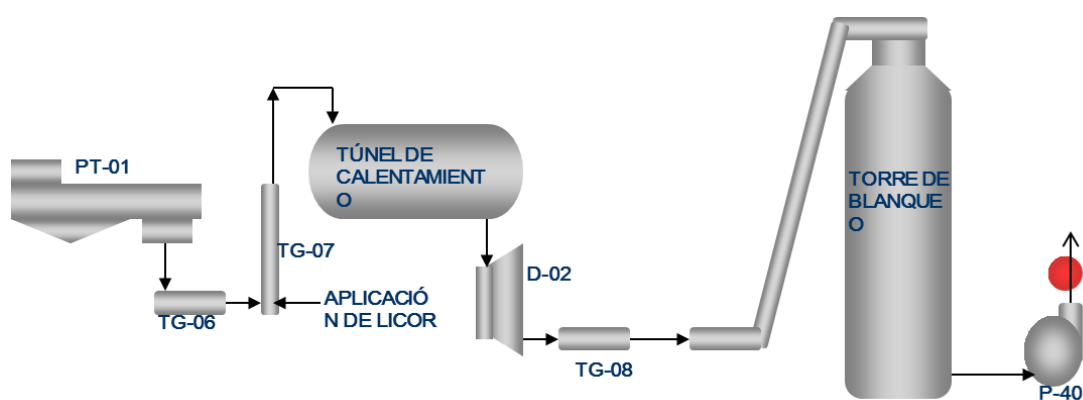 PT-01
TÚNEL DE
CALENTAMIENT
O
TORRE DE
BLANQUE
O
TG-07
D-02
APLICACIÓ
N DE LICOR
TG-06
TG-08
P-40